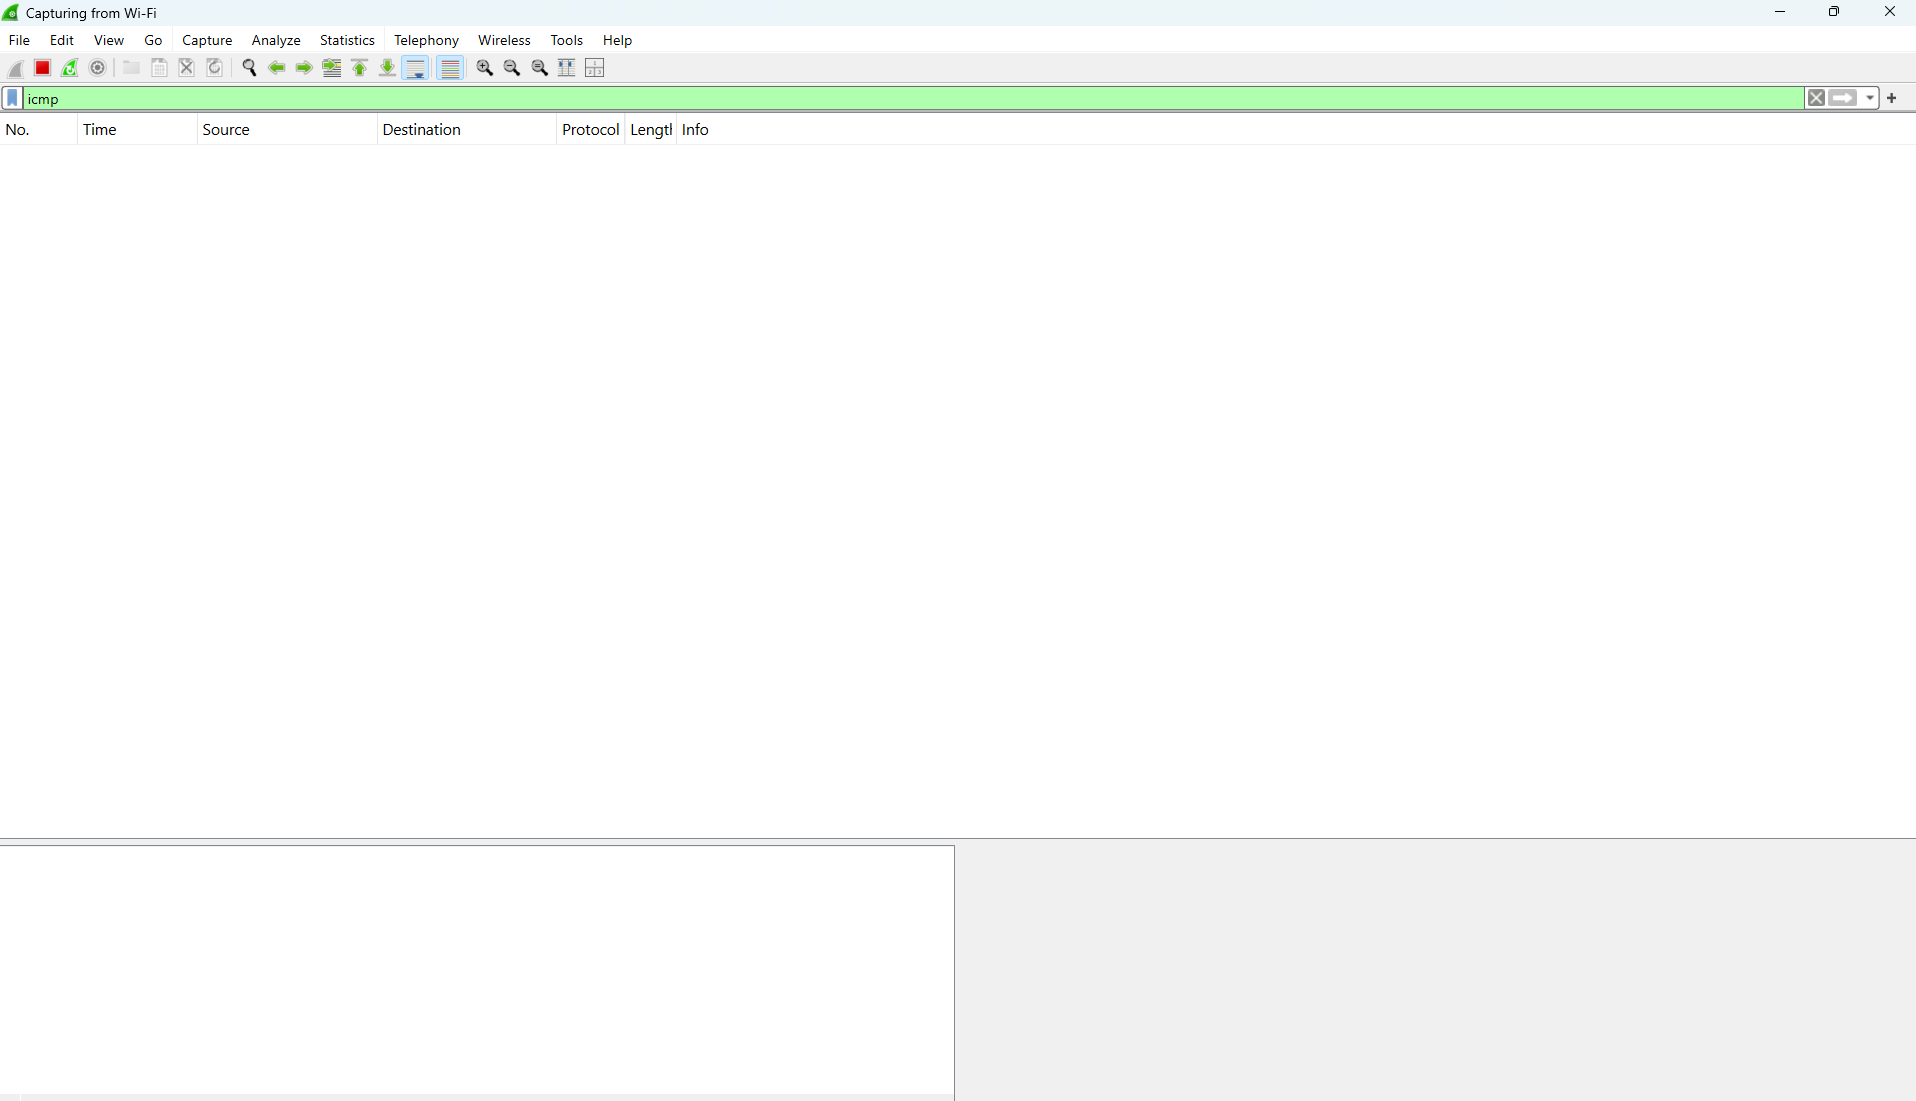 Capturing from Wi-Fi
File Edit View Go Capture Analyze Statistics Telephony Wireless Tools Help
icmp
No. Time Source Destination Protocol Lengtl Info